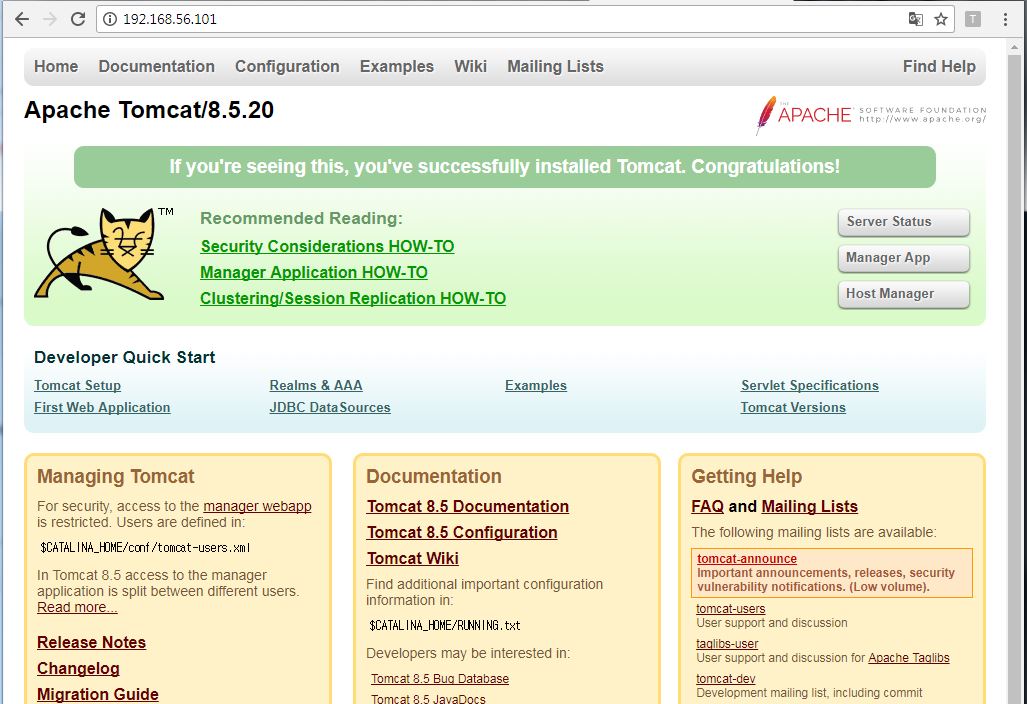 192.168.56.101
T
Home Documentation Configuration Examples Wiki Mailing Lists Find Help
Apache Tomcat/8.5.20
THE
APACHE SOFTWARE FOUNDATION
http://www.apache.org/
If you're seeing this, you've successfully installed Tomcat. Congratulations!
TM
Recommended Reading:
Security Considerations HOW-TO
Manager Application HOW-TO
Clustering/Session Replication HOW-TO
Server Status
Manager App
Host Manager
Developer Quick Start
Tomcat Setup
First Web Application
Realms & AAA
JDBC DataSources
Examples
Servlet Specifications
Tomcat Versions
Managing Tomcat
For security, access to the manager webapp
is restricted. Users are defined in:
$CATALINA_HOME/conf/tomcat-users.xml
In Tomcat 8.5 access to the manager
application is split between different users.
Read more...
Release Notes
Changelog
Migration Guide
Documentation
Tomcat 8.5 Documentation
Tomcat 8.5 Configuration
Tomcat Wiki
Find additional important configuration
information in:
$CATALINA_HOME/RUNNING.txt
Developers may be interested in:
Tomcat 8.5 Bug Database
Tomcat 8.5 JavaDocs
Getting Help
FAQ and Mailing Lists
The following mailing lists are available:
tomcat-announce
Important announcements, releases, security
vulnerability notifications. (Low volume).
tomcat-users
User support and discussion
taglibs-user
User support and discussion for Apache Taglibs
tomcat-dev
Development mailing list, including commit